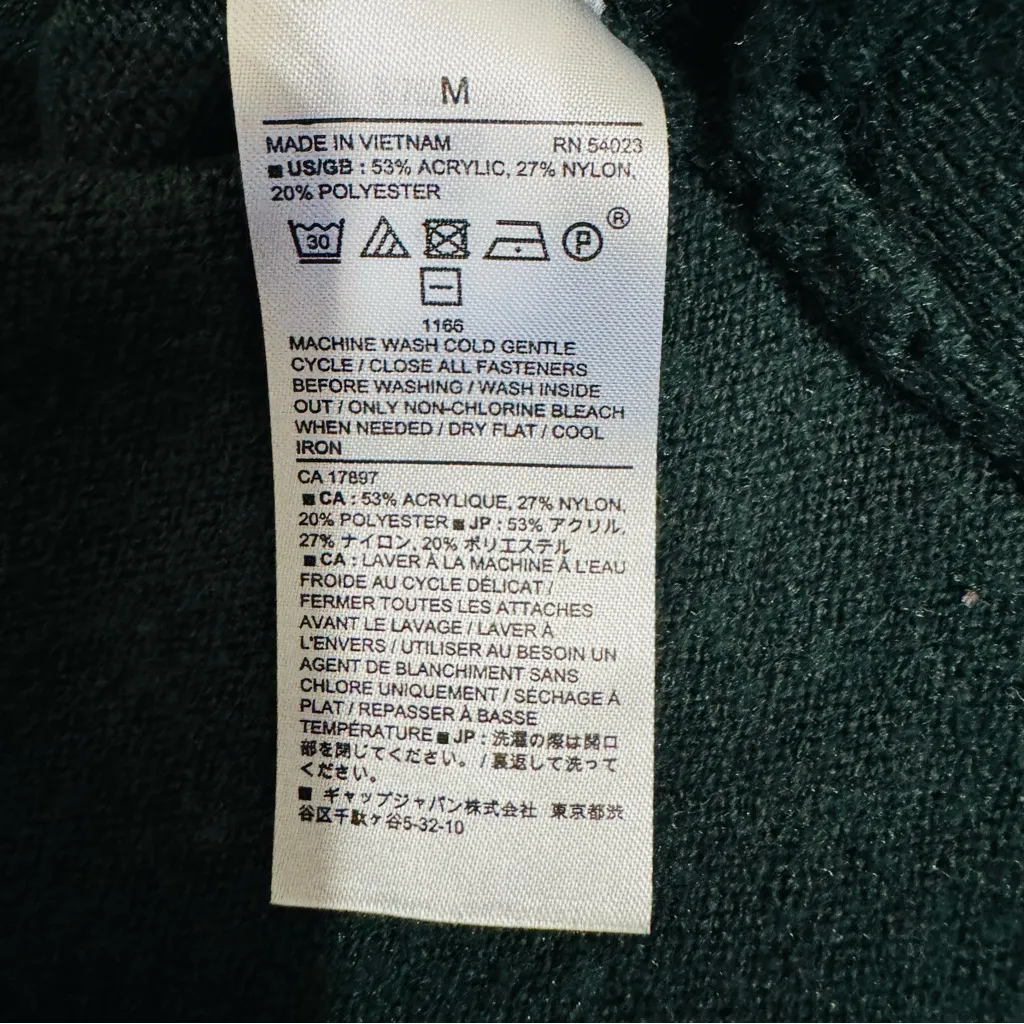 M
MADE IN VIETNAM RN 54023
■ US/GB : 53% ACRYLIC, 27% NYLON,
20% POLYESTER
30 P ®
1166
MACHINE WASH COLD GENTLE
CYCLE / CLOSE ALL FASTENERS
BEFORE WASHING / WASH INSIDE
OUT / ONLY NON-CHLORINE BLEACH
WHEN NEEDED / DRY FLAT / COOL
IRON
CA 17897
■ CA : 53% ACRYLIQUE, 27% NYLON,
20% POLYESTER ■ JP : 53% アクリル,
27% ナイロン, 20% ポリエステル
■ CA : LAVER À LA MACHINE À L'EAU
FROIDE AU CYCLE DÉLICAT /
FERMER TOUTES LES ATTACHES
AVANT LE LAVAGE / LAVER À
L'ENVERS / UTILISER AU BESOIN UN
AGENT DE BLANCHIMENT SANS
CHLORE UNIQUEMENT / SÉCHAGE À
PLAT / REPASSER À BASSE
TEMPÉRATURE ■ JP : 洗濯の際は開口
部を閉じてください。/ 裏返して洗って
ください。
■ ギャップジャパン株式会社 東京都渋
谷区千駄ヶ谷5-32-10